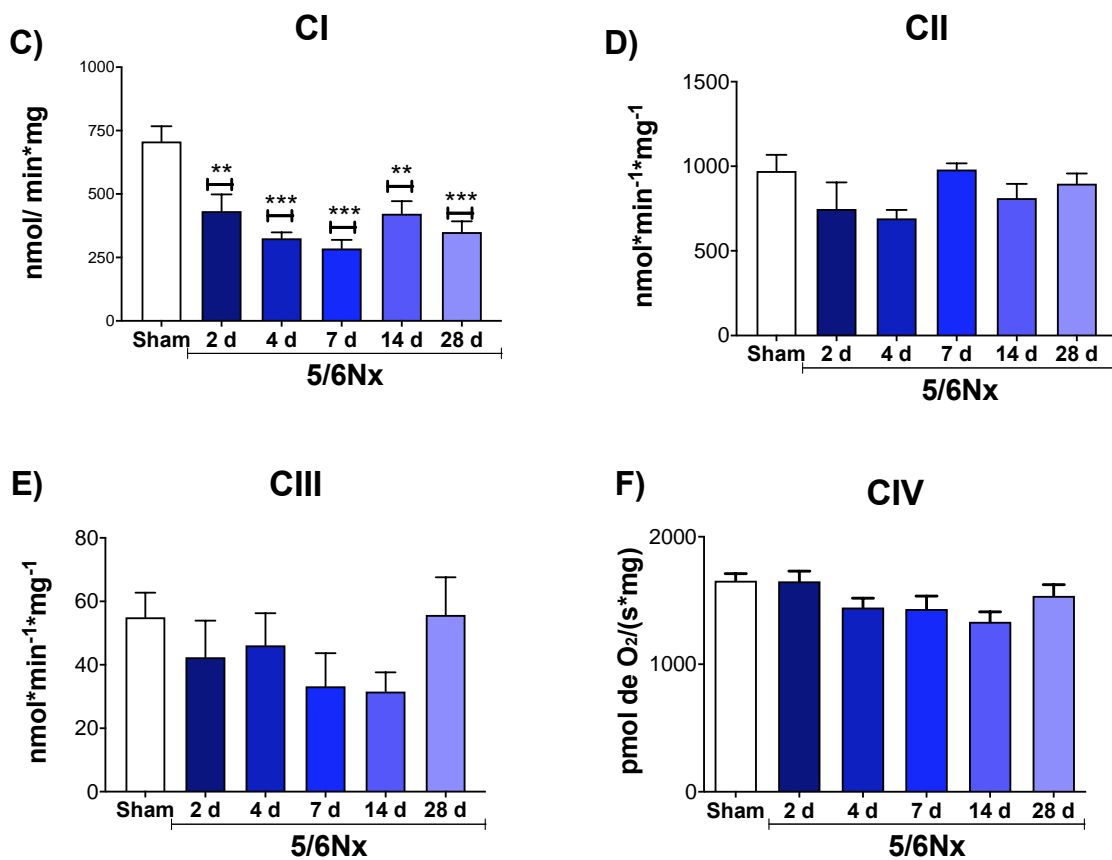 C)
CI
nmol/ min*mg
1000
750
500
250
0
**
***
***
**
***
Sham 2 d 4 d 7 d 14 d 28 d
5/6Nx
D)
CII
nmol*min⁻¹*mg⁻¹
1500
1000
500
0
Sham 2 d 4 d 7 d 14 d 28 d
5/6Nx
E)
CIII
nmol*min⁻¹*mg⁻¹
80
60
40
20
0
Sham 2 d 4 d 7 d 14 d 28 d
5/6Nx
F)
CIV
pmol de O₂/(s*mg)
2000
1000
0
Sham 2 d 4 d 7 d 14 d 28 d
5/6Nx